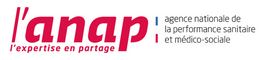 l'anap
l'expertise en partage
agence nationale de
la performance sanitaire
et médico-sociale